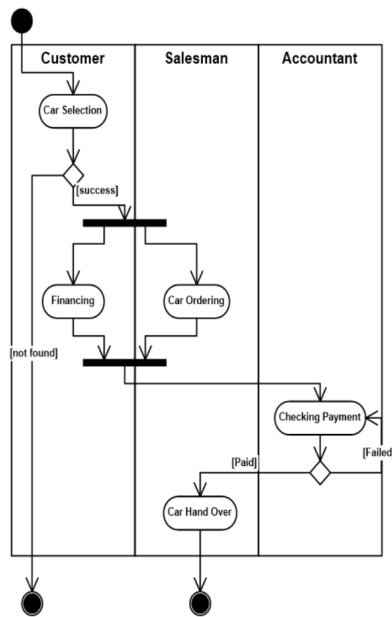 Customer
Salesman
Accountant
Car Selection
[success]
Financing
Car Ordering
[not found]
Checking Payment
[Paid]
[Failed
Car Hand Over